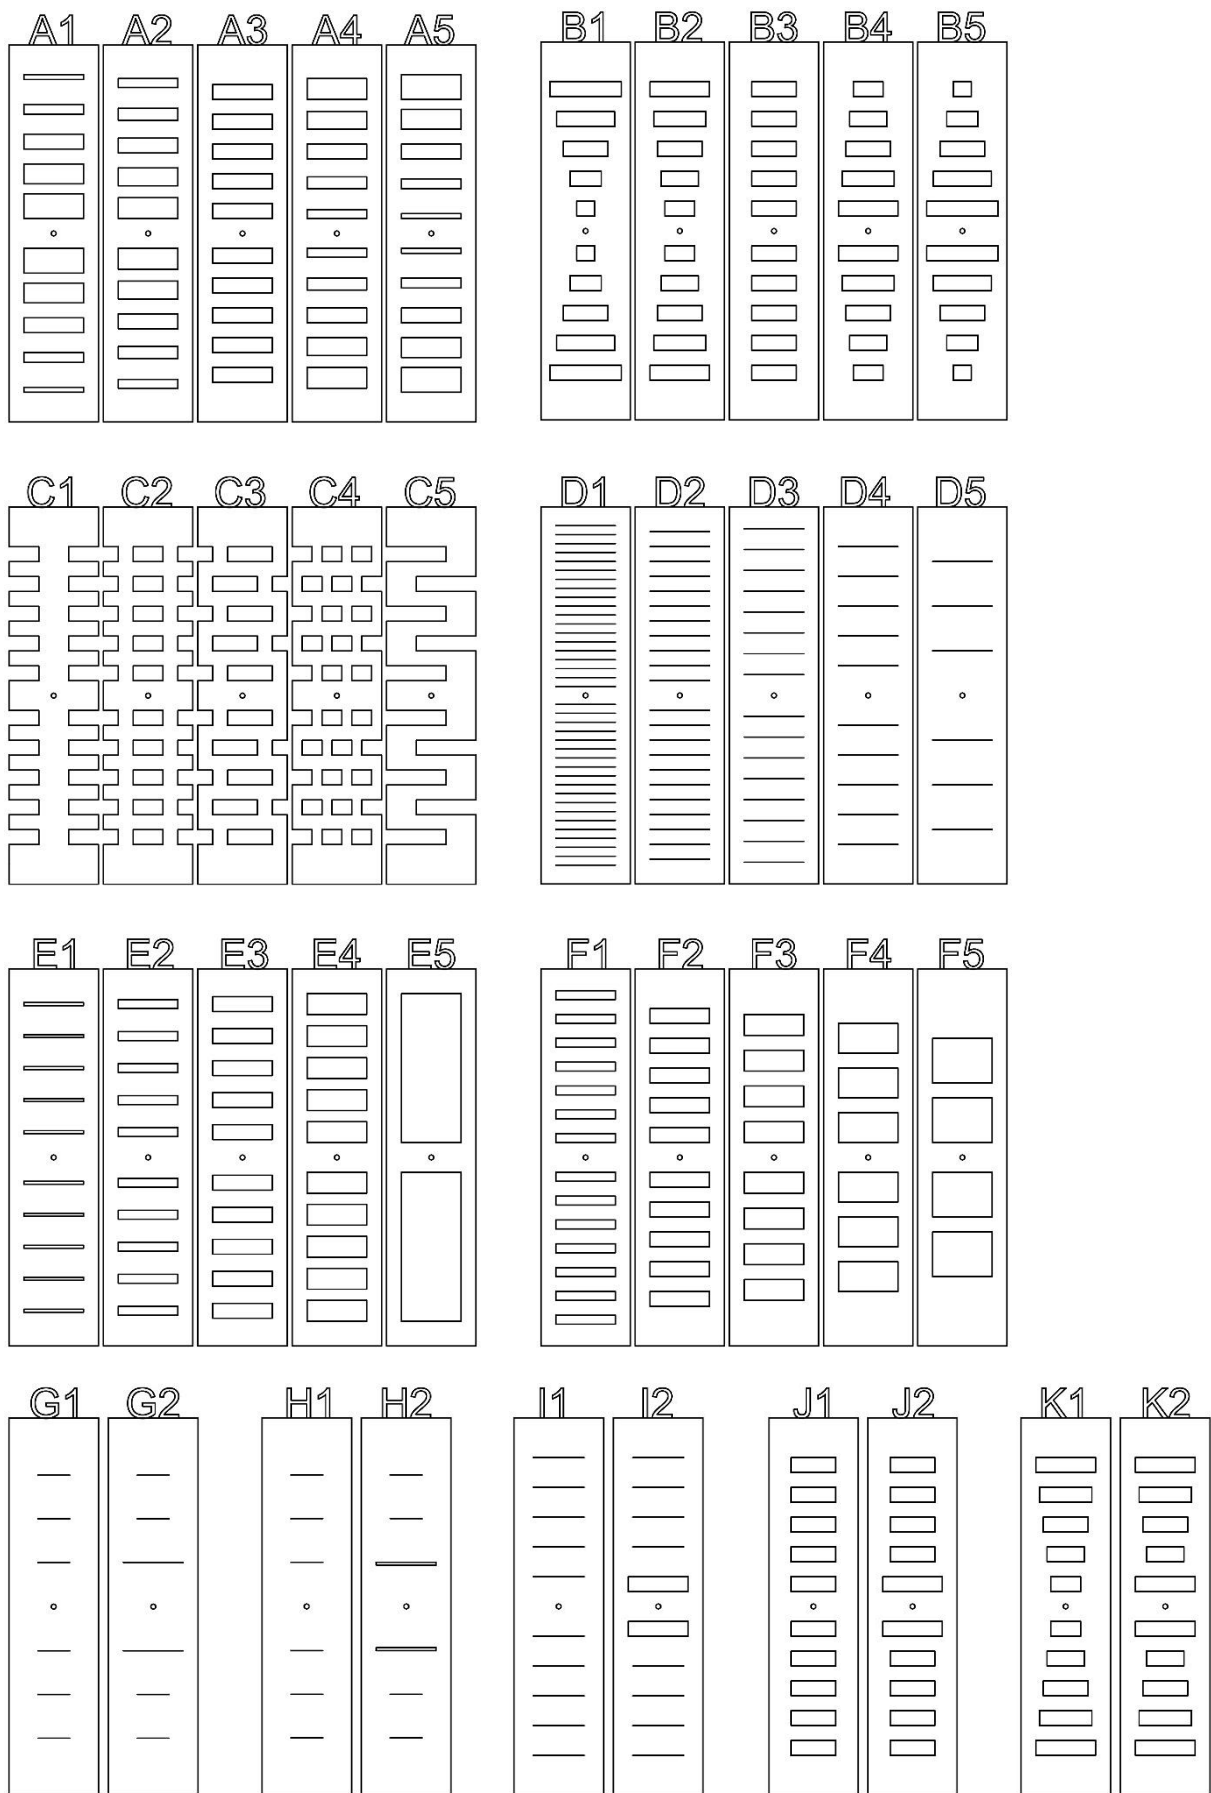 A1 A2 A3 A4 A5 B1 B2 B3 B4 B5
C1 C2 C3 C4 C5 D1 D2 D3 D4 D5
E1 E2 E3 E4 E5 F1 F2 F3 F4 F5
G1 G2 H1 H2 I1 I2 J1 J2 K1 K2